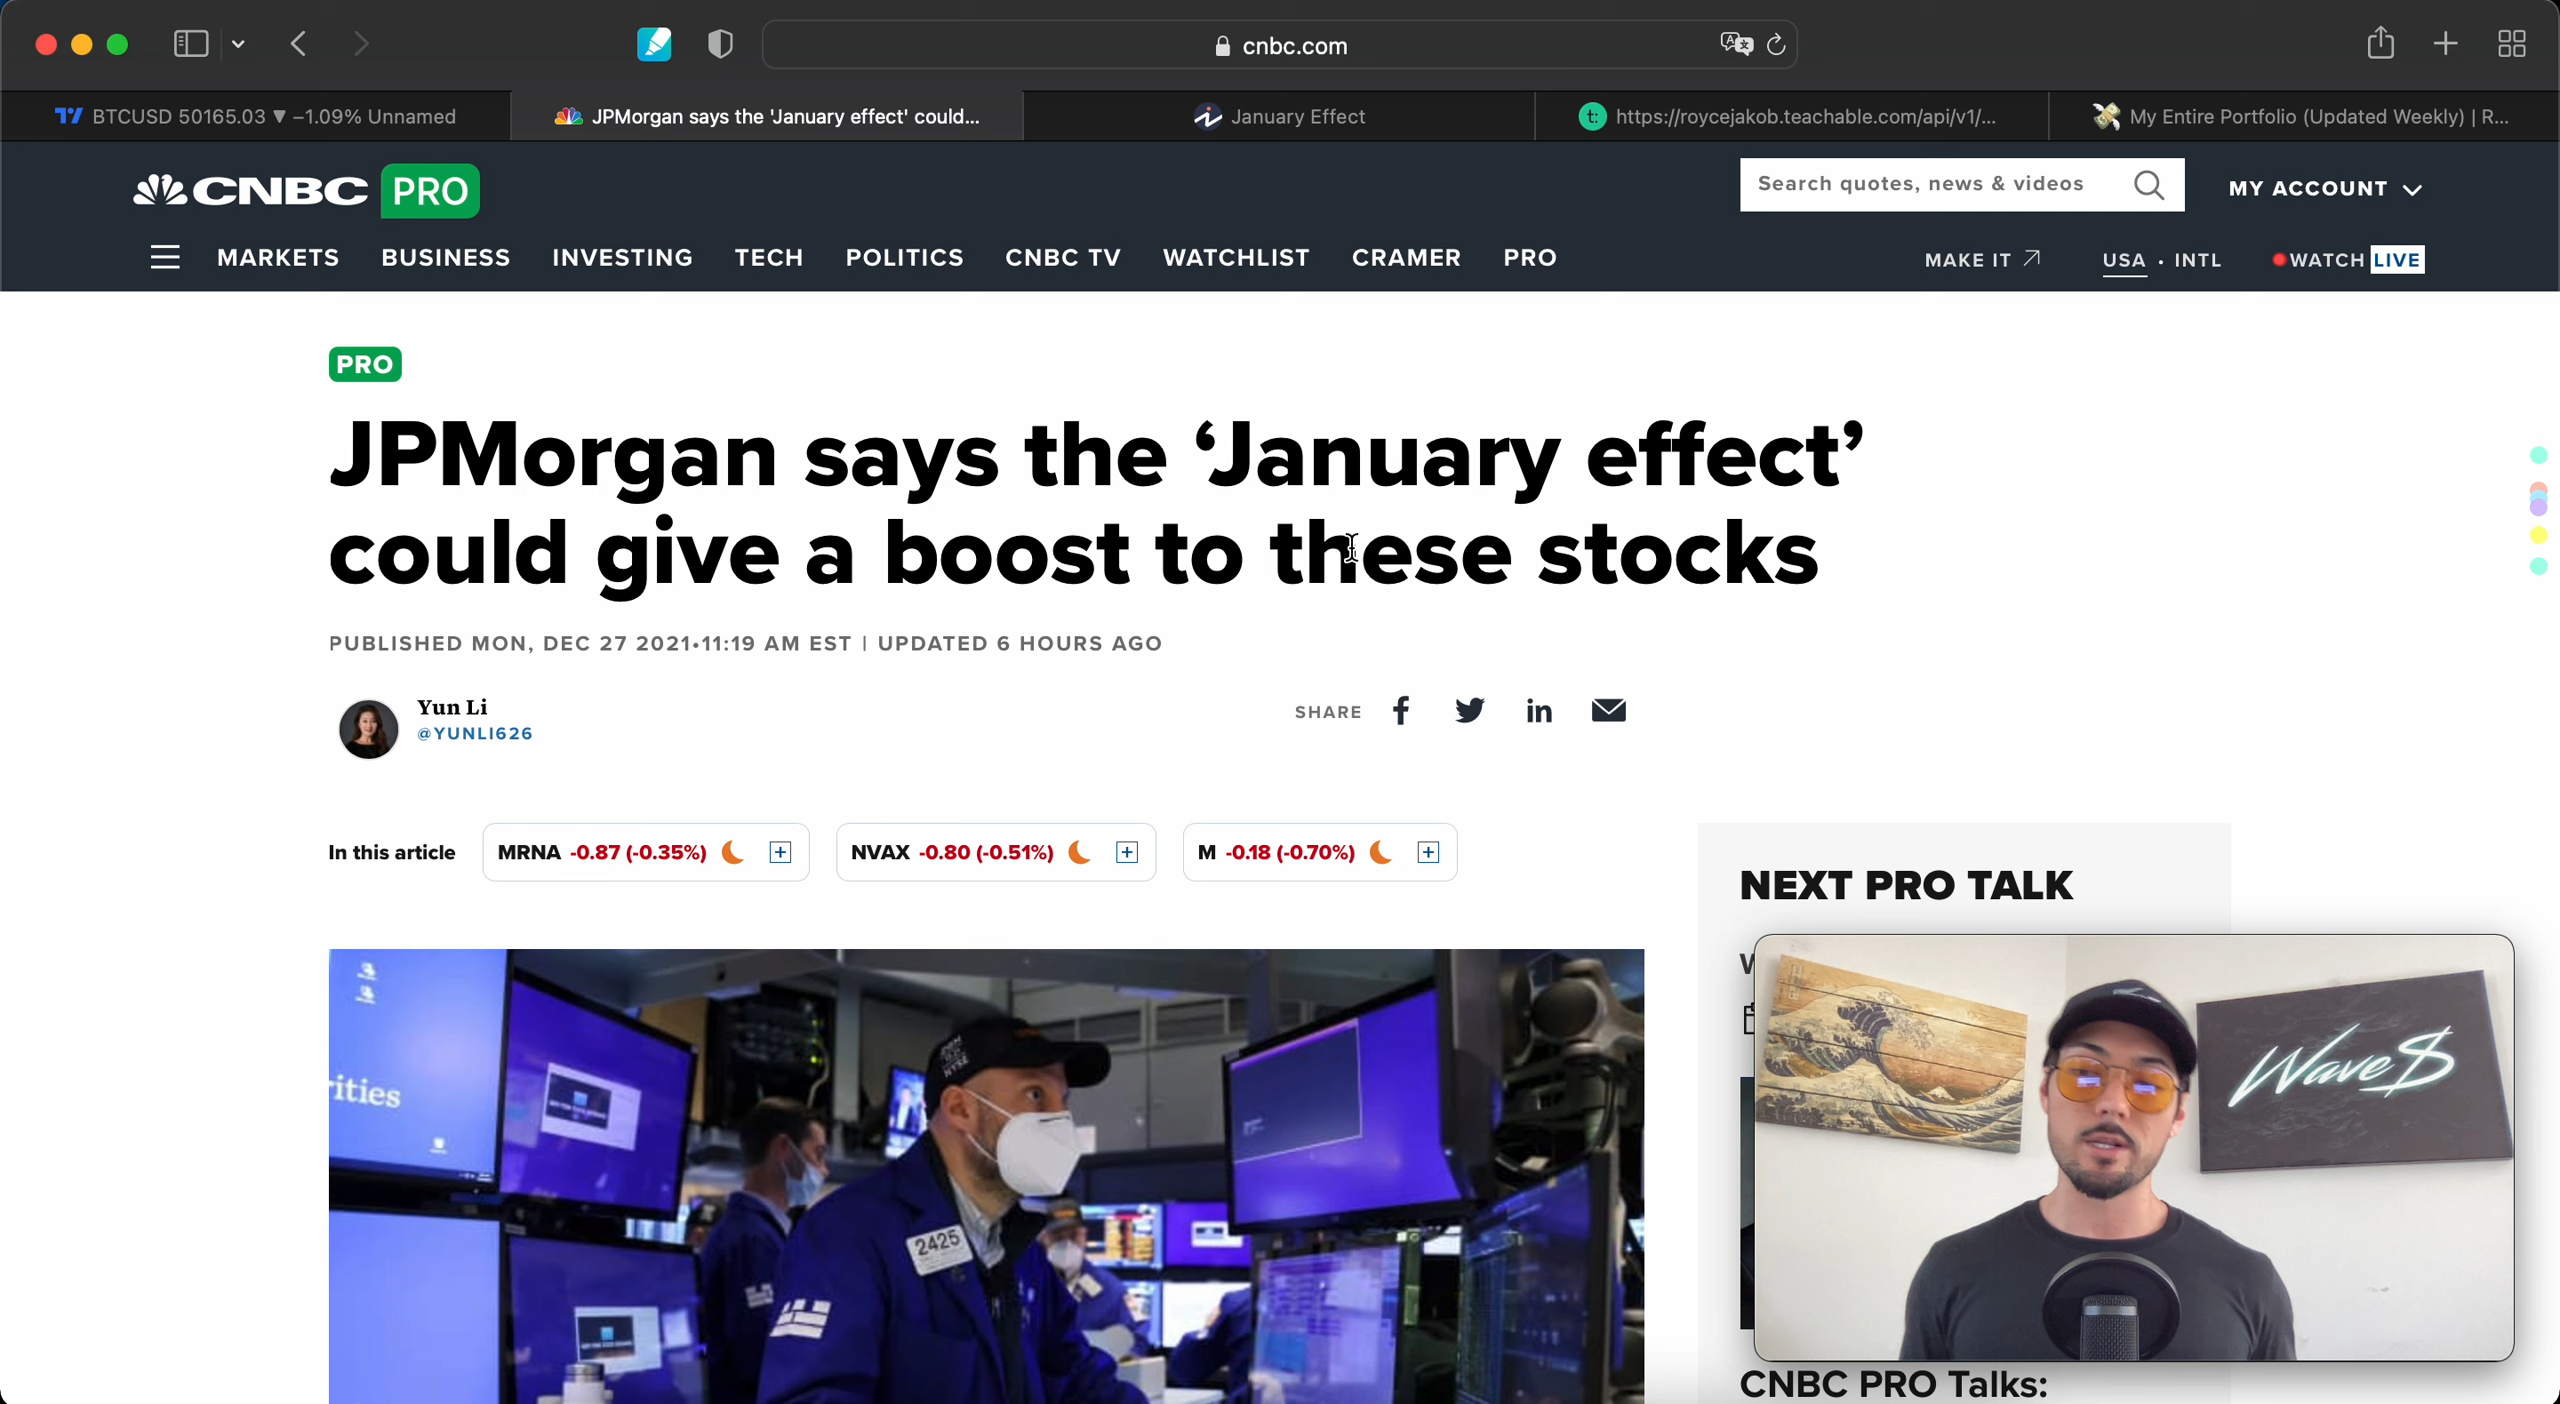 cnbc.com
BTCUSD 50165.03 ▼ −1.09% Unnamed
JPMorgan says the 'January effect' could...
January Effect
t: https://roycejakob.teachable.com/api/v1/...
My Entire Portfolio (Updated Weekly) | R...
CNBC PRO
Search quotes, news & videos
MY ACCOUNT
MARKETS BUSINESS INVESTING TECH POLITICS CNBC TV WATCHLIST CRAMER PRO
MAKE IT USA • INTL WATCH LIVE
PRO
JPMorgan says the ‘January effect’
could give a boost to these stocks
PUBLISHED MON, DEC 27 2021•11:19 AM EST | UPDATED 6 HOURS AGO
Yun Li
@YUNLI626
SHARE
In this article
MRNA -0.87 (-0.35%)
NVAX -0.80 (-0.51%)
M -0.18 (-0.70%)
NEXT PRO TALK
W
rities
2425
Wave$
CNBC PRO Talks: